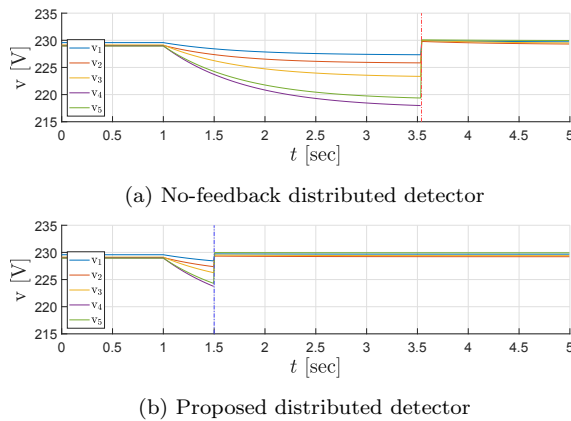 235
230
225
220
215
v [V]
v₁
v₂
v₃
v₄
v₅
0 0.5 1 1.5 2 2.5 3 3.5 4 4.5 5
t [sec]
(a) No-feedback distributed detector
235
230
225
220
215
v [V]
v₁
v₂
v₃
v₄
v₅
0 0.5 1 1.5 2 2.5 3 3.5 4 4.5 5
t [sec]
(b) Proposed distributed detector